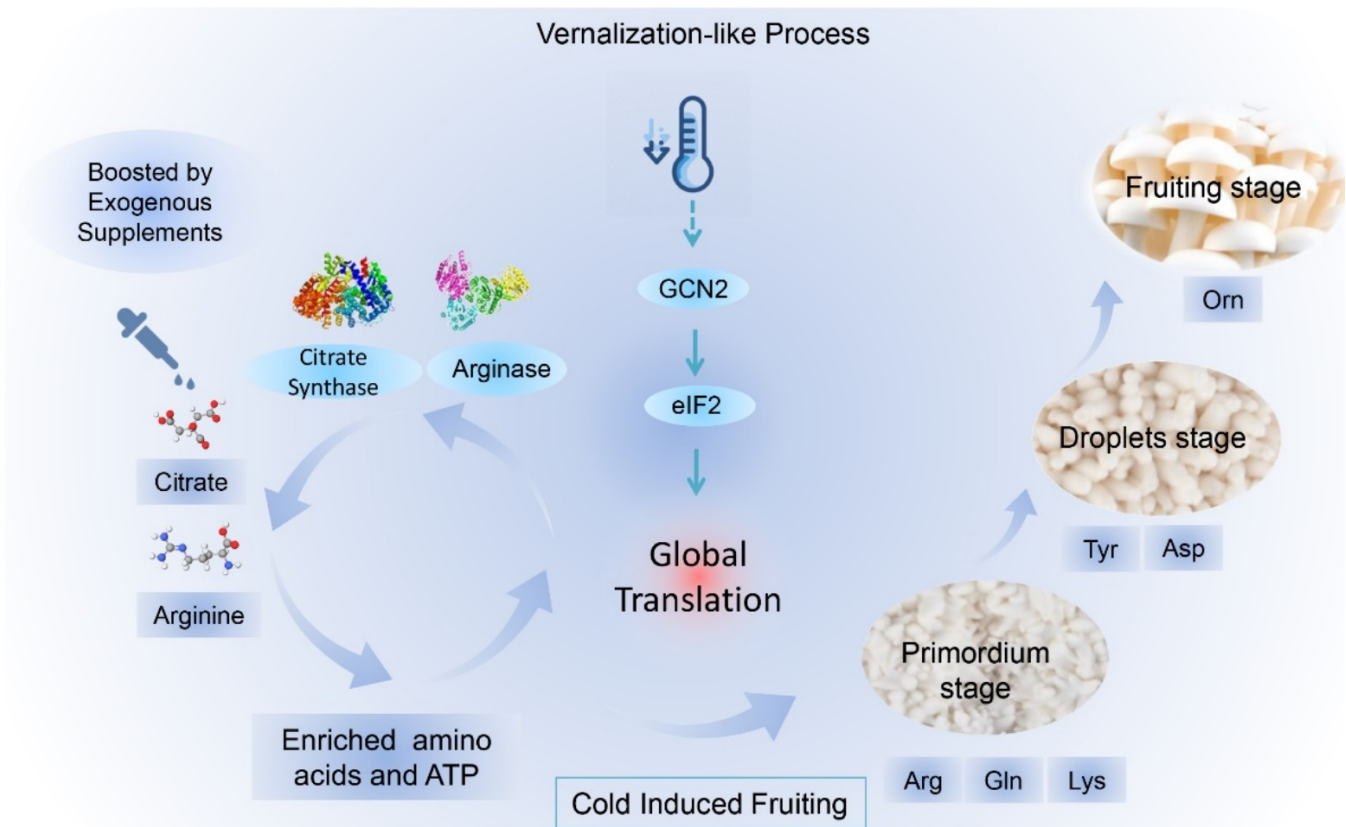 Vernalization-like Process
Boosted by
Exogenous
Supplements
Citrate
Synthase
Arginase
Citrate
Arginine
Enriched amino
acids and ATP
GCN2
eIF2
Global
Translation
Cold Induced Fruiting
Fruiting stage
Orn
Droplets stage
Tyr
Asp
Primordium
stage
Arg
Gln
Lys